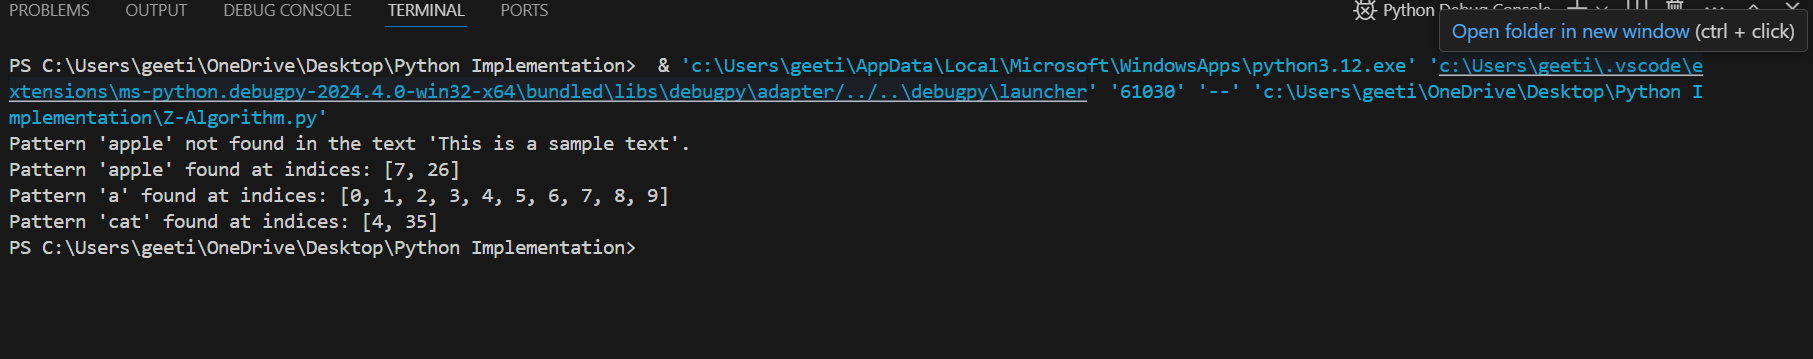 PROBLEMS OUTPUT DEBUG CONSOLE TERMINAL PORTS Python Debug Console
Open folder in new window (ctrl + click)
PS C:\Users\geeti\OneDrive\Desktop\Python Implementation>  & 'c:\Users\geeti\AppData\Local\Microsoft\WindowsApps\python3.12.exe' 'c:\Users\geeti\.vscode\e
xtensions\ms-python.debugpy-2024.4.0-win32-x64\bundled\libs\debugpy\adapter/../..\debugpy\launcher' '61030' '--' 'c:\Users\geeti\OneDrive\Desktop\Python I
mplementation\Z-Algorithm.py'
Pattern 'apple' not found in the text 'This is a sample text'.
Pattern 'apple' found at indices: [7, 26]
Pattern 'a' found at indices: [0, 1, 2, 3, 4, 5, 6, 7, 8, 9]
Pattern 'cat' found at indices: [4, 35]
PS C:\Users\geeti\OneDrive\Desktop\Python Implementation>